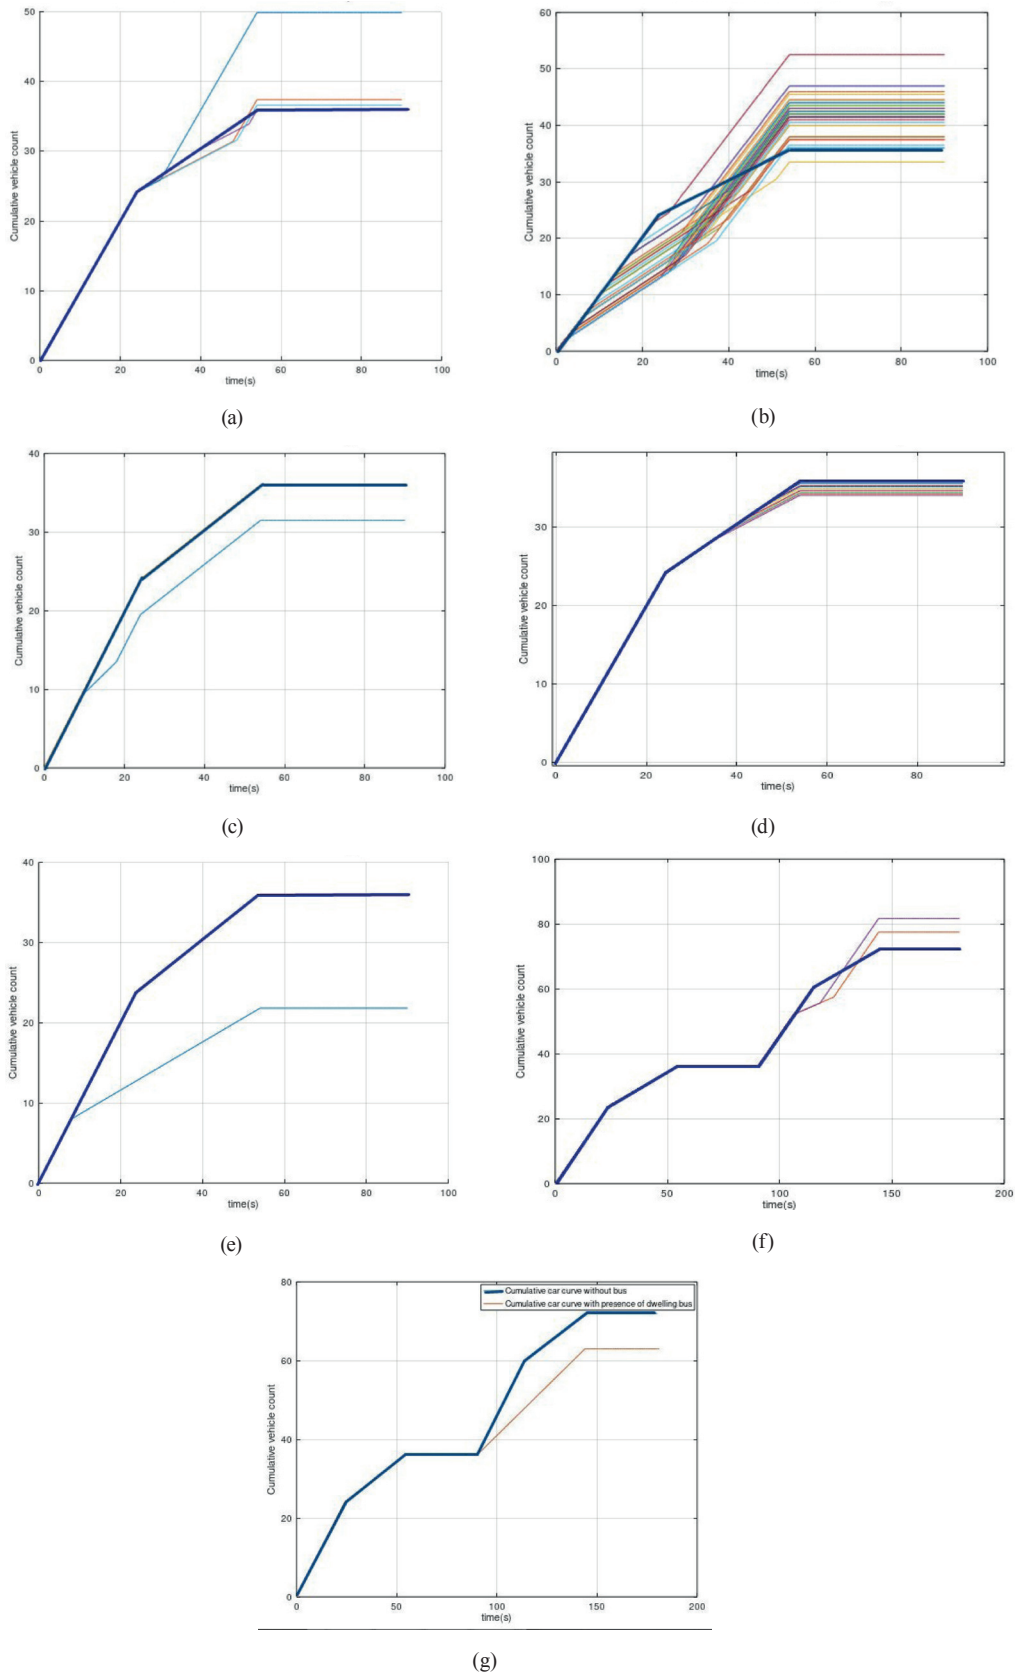 50
40
30
20
10
0
Cumulative vehicle count
0 20 40 60 80 100
time(s)
(a)
60
50
40
30
20
10
0
Cumulative vehicle count
0 20 40 60 80 100
time(s)
(b)
40
30
20
10
0
Cumulative vehicle count
0 20 40 60 80 100
time(s)
(c)
30
20
10
0
Cumulative vehicle count
0 20 40 60 80
time(s)
(d)
40
30
20
10
0
Cumulative vehicle count
0 20 40 60 80 100
time(s)
(e)
100
80
60
40
20
0
Cumulative vehicle count
0 50 100 150 200
time(s)
(f)
Cumulative car curve without bus
Cumulative car curve with presence of dwelling bus
80
60
40
20
0
Cumulative vehicle count
0 50 100 150 200
time(s)
(g)